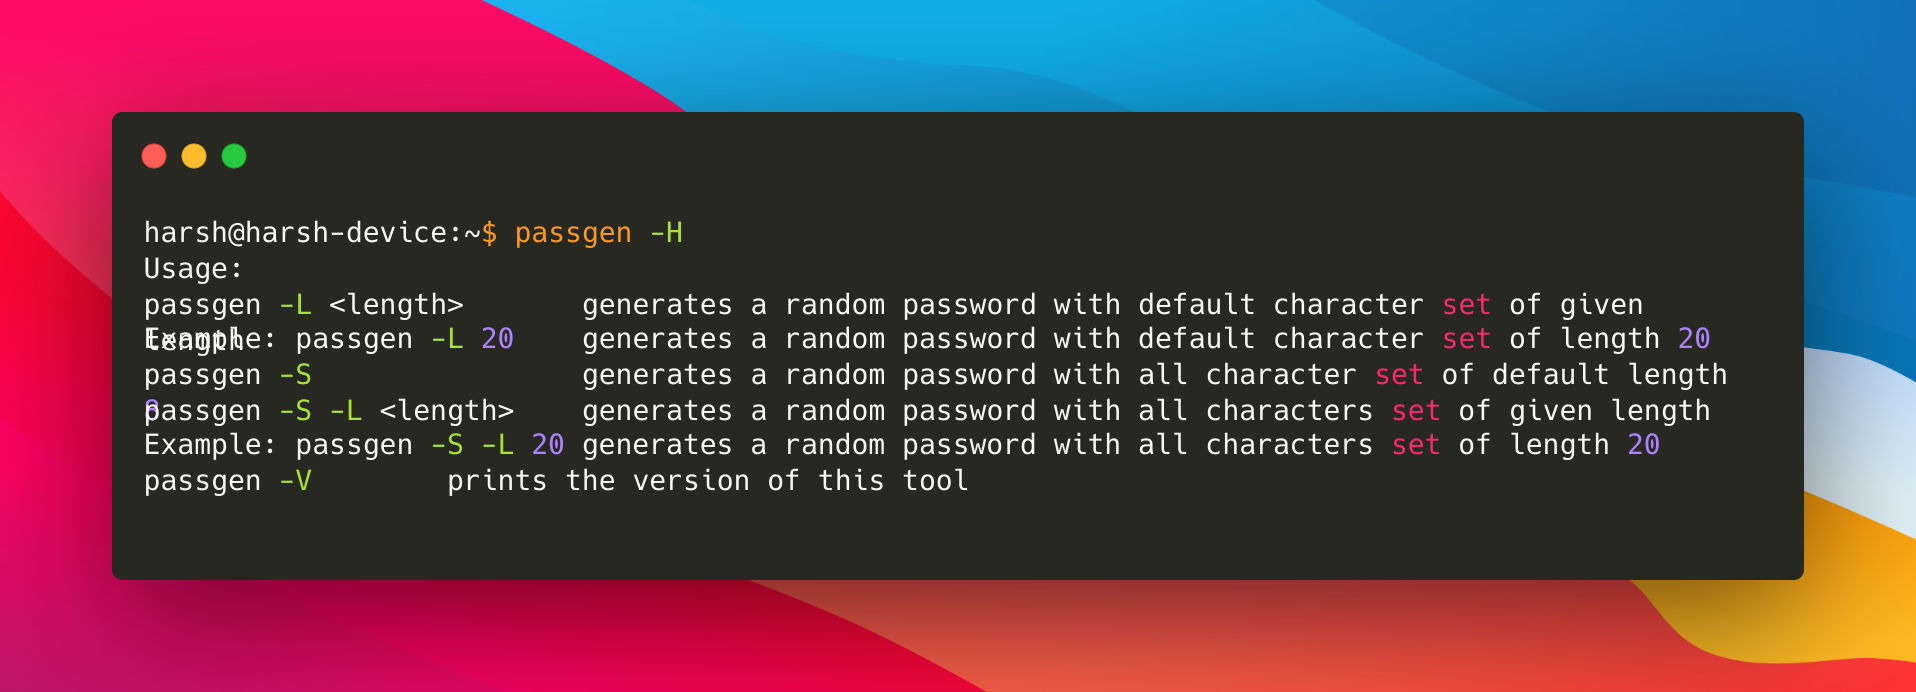 harsh@harsh-device:~$ passgen -H
Usage:
passgen -L <length>       generates a random password with default character set of given
length
Example: passgen -L 20    generates a random password with default character set of length 20
passgen -S                generates a random password with all character set of default length
8
passgen -S -L <length>    generates a random password with all characters set of given length
Example: passgen -S -L 20 generates a random password with all characters set of length 20
passgen -V        prints the version of this tool